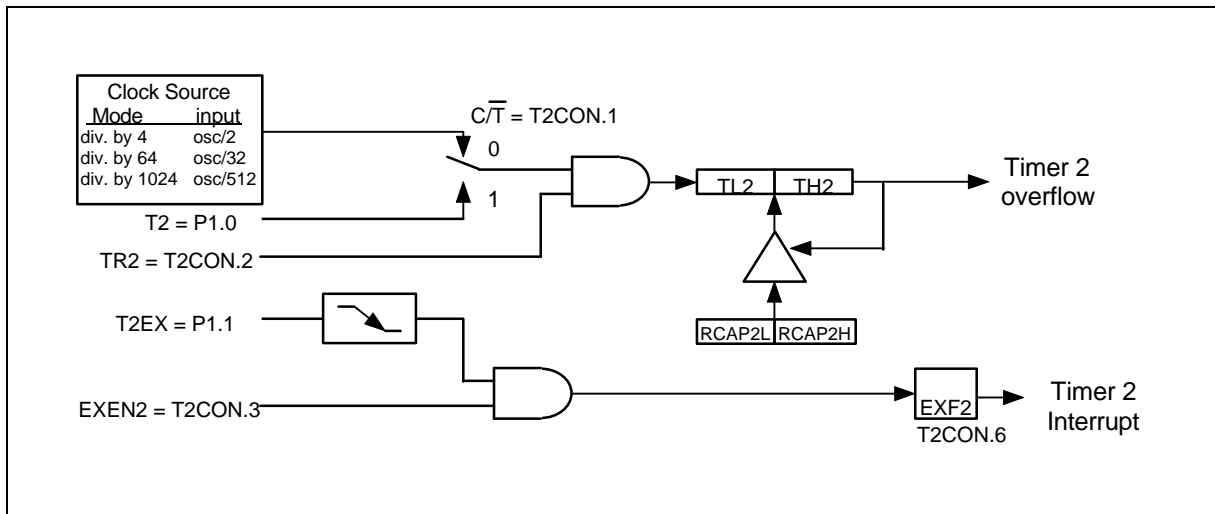 Clock Source
Mode input
div. by 4 osc/2
div. by 64 osc/32
div. by 1024 osc/512
C/T̅ = T2CON.1
0
1
T2 = P1.0
TR2 = T2CON.2
TL2 TH2
Timer 2
overflow
T2EX = P1.1
RCAP2L RCAP2H
EXEN2 = T2CON.3
EXF2
T2CON.6
Timer 2
Interrupt